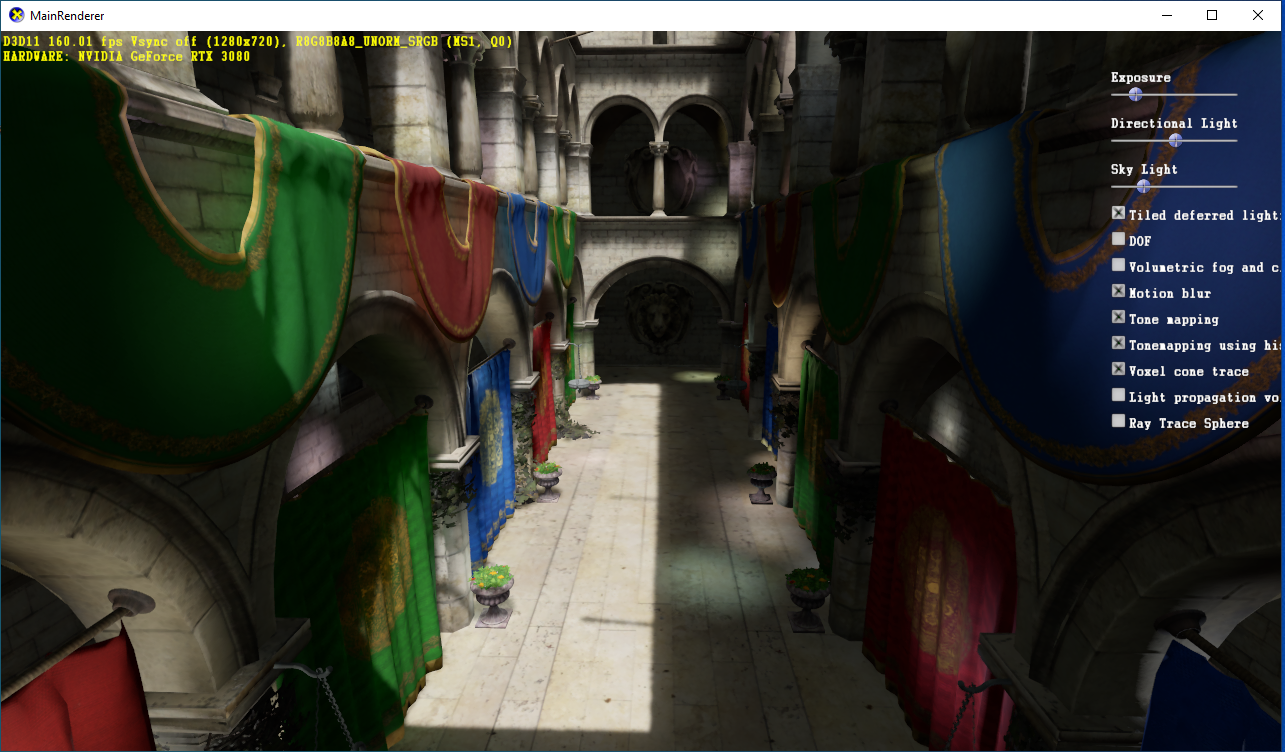 MainRenderer
D3D11 160.01 fps Vsync off (1280x720), R8G8B8A8_UNORM_SRGB (MS1, Q0)
HARDWARE: NVIDIA GeForce RTX 3080
Exposure
Directional Light
Sky Light
Tiled deferred light
DOF
Volumetric fog and c
Motion blur
Tone mapping
Tonemapping using his
Voxel cone trace
Light propagation vo
Ray Trace Sphere